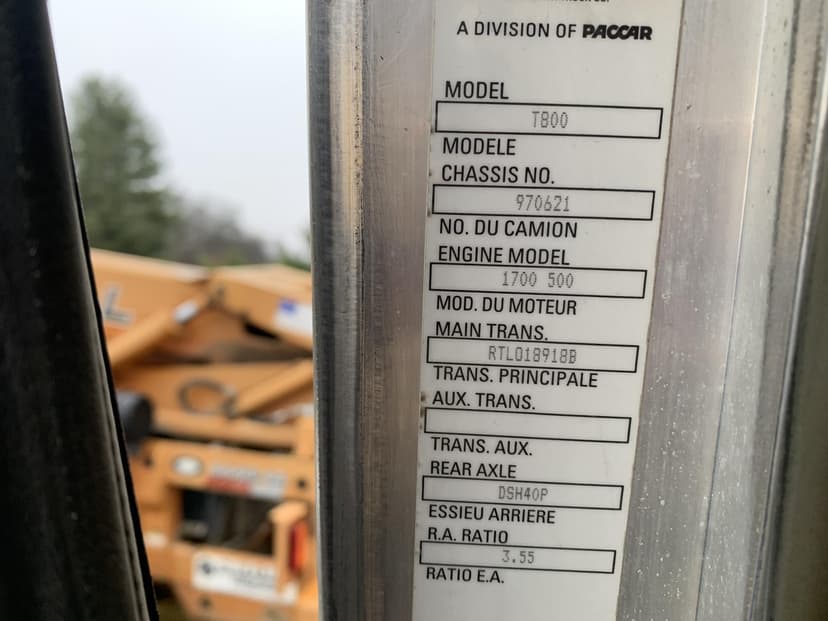 A DIVISION OF PACCAR
MODEL
T800
MODELE
CHASSIS NO.
970621
NO. DU CAMION
ENGINE MODEL
1700 500
MOD. DU MOTEUR
MAIN TRANS.
RTLO18918B
TRANS. PRINCIPALE
AUX. TRANS.
TRANS. AUX.
REAR AXLE
DSH40P
ESSIEU ARRIERE
R.A. RATIO
3.55
RATIO E.A.